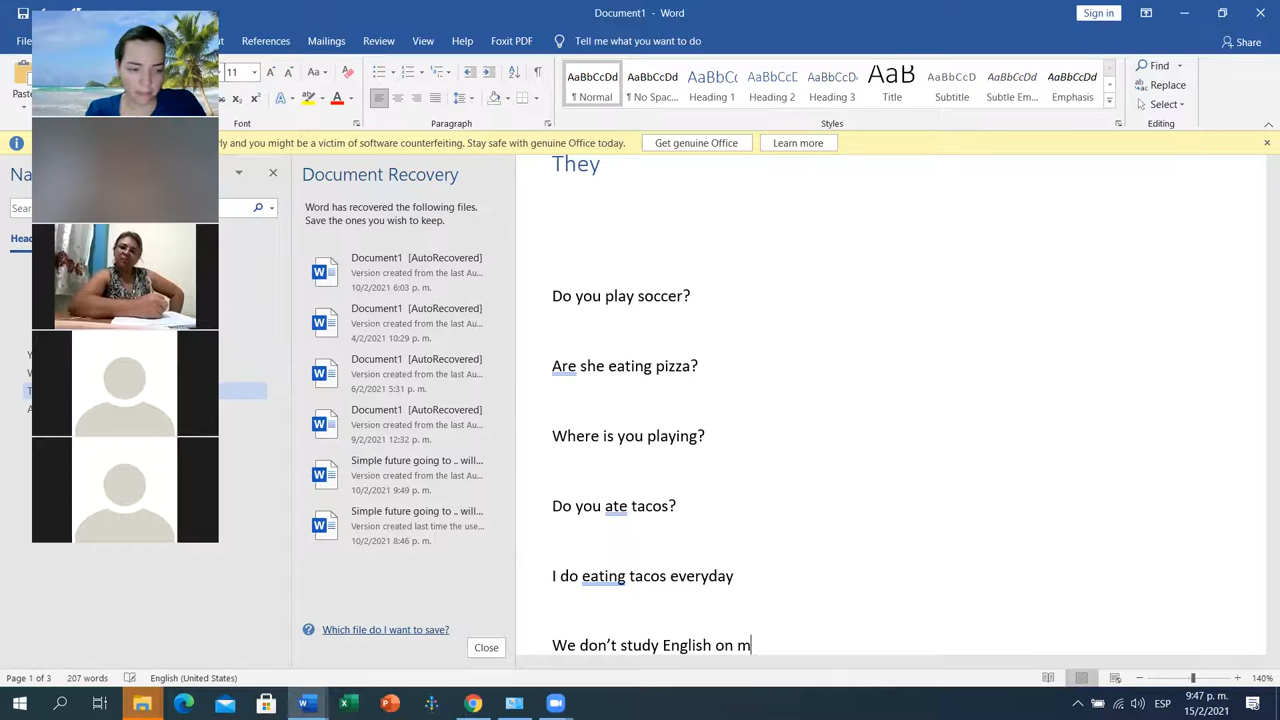 Document1 - Word
Sign in
References Mailings Review View Help Foxit PDF Tell me what you want to do Share
11 A A Aa
AaBbCcDd AaBbCcDd AaBbCc AaBbCcD AaBbCcD AaB AaBbCcD AaBbCcDd AaBbCcDd
¶ Normal ¶ No Spac... Heading 1 Heading 2 Heading 3 Title Subtitle Subtle Em... Emphasis
Find
Replace
Select
Font Paragraph Styles Editing
and you might be a victim of software counterfeiting. Stay safe with genuine Office today. Get genuine Office Learn more
Document Recovery
Word has recovered the following files.
Save the ones you wish to keep.
Document1 [AutoRecovered]
Version created from the last Au...
10/2/2021 6:03 p. m.
Document1 [AutoRecovered]
Version created from the last Au...
4/2/2021 10:29 p. m.
Document1 [AutoRecovered]
Version created from the last Au...
6/2/2021 5:31 p. m.
Document1 [AutoRecovered]
Version created from the last Au...
9/2/2021 12:32 p. m.
Simple future going to .. will...
Version created from the last Au...
10/2/2021 9:49 p. m.
Simple future going to .. will...
Version created last time the use...
10/2/2021 8:46 p. m.
Which file do I want to save?
Close
They
Do you play soccer?
Are she eating pizza?
Where is you playing?
Do you ate tacos?
I do eating tacos everyday
We don’t study English on m
Page 1 of 3 207 words English (United States) 140%
ESP
9:47 p. m.
15/2/2021